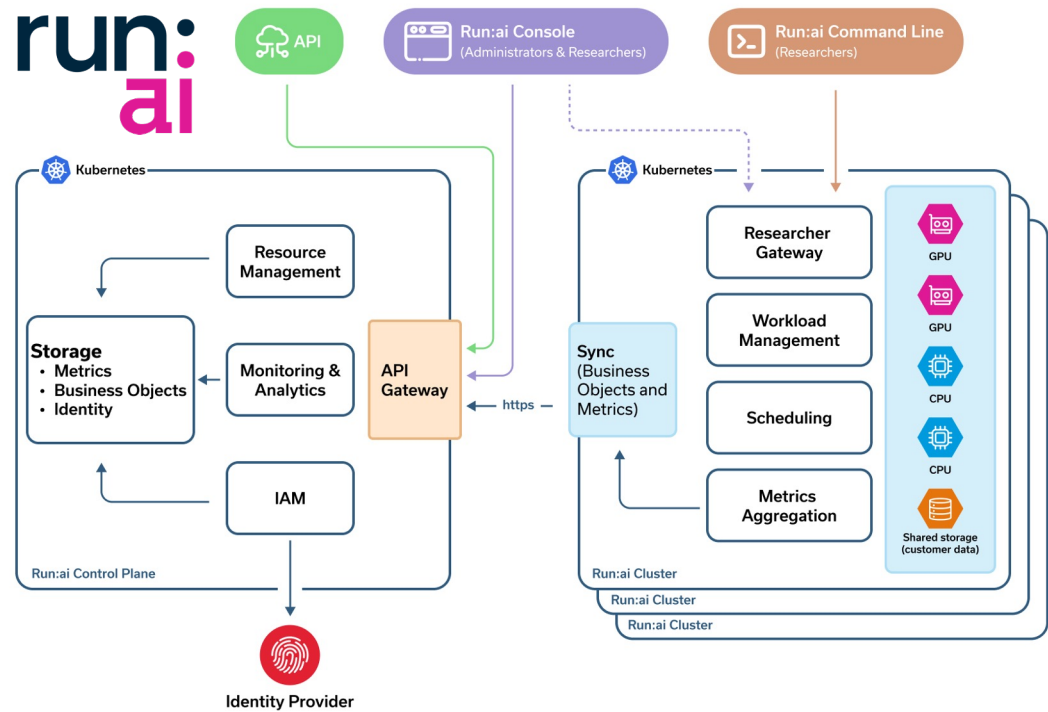 run:
ai
API
Run:ai Console
(Administrators & Researchers)
Run:ai Command Line
(Researchers)
Kubernetes
Resource
Management
Storage
• Metrics
• Business Objects
• Identity
Monitoring &
Analytics
IAM
API
Gateway
https
Run:ai Control Plane
Identity Provider
Kubernetes
Sync
(Business
Objects and
Metrics)
Researcher
Gateway
Workload
Management
Scheduling
Metrics
Aggregation
GPU
GPU
CPU
CPU
Shared storage
(customer data)
Run:ai Cluster
Run:ai Cluster
Run:ai Cluster